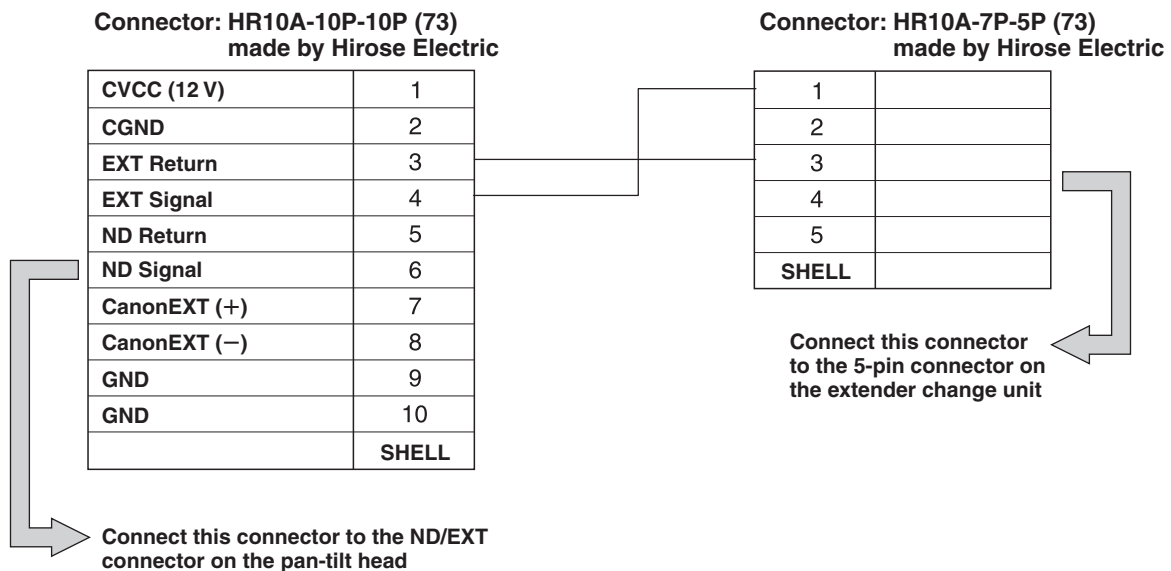 Connector: HR10A-10P-10P (73)
made by Hirose Electric
CVCC (12 V) 1
CGND 2
EXT Return 3
EXT Signal 4
ND Return 5
ND Signal 6
CanonEXT (+) 7
CanonEXT (−) 8
GND 9
GND 10
SHELL
Connect this connector to the ND/EXT
connector on the pan-tilt head
Connector: HR10A-7P-5P (73)
made by Hirose Electric
1
2
3
4
5
SHELL
Connect this connector
to the 5-pin connector on
the extender change unit